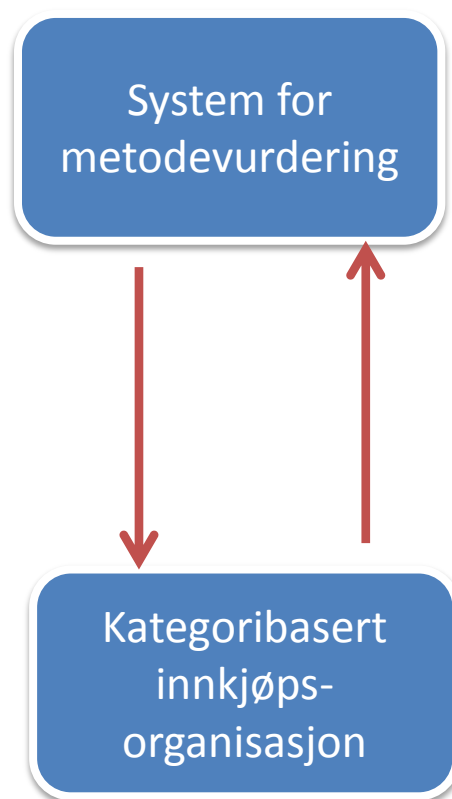 System for
metodevurdering
Kategoribasert
innkjøps-
organisasjon